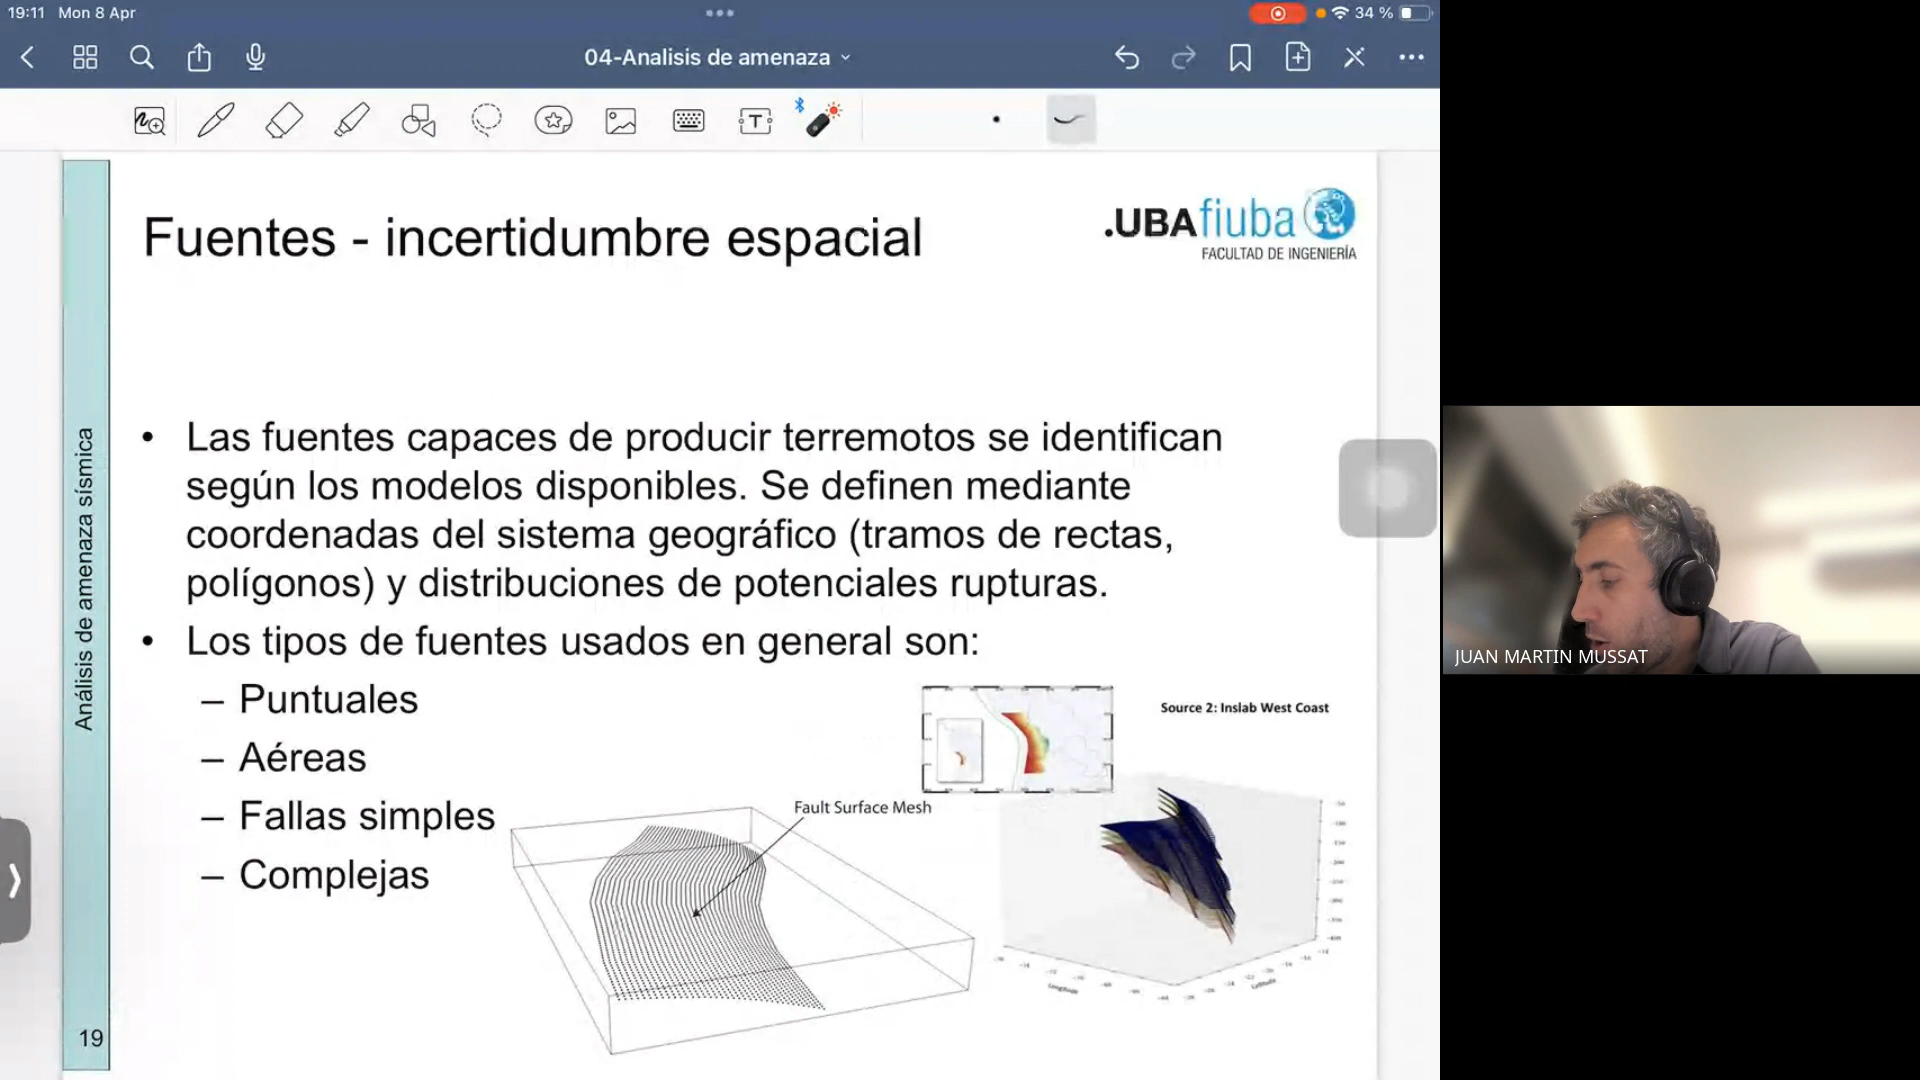 19:11 Mon 8 Apr
34 %
04-Analisis de amenaza
T
Fuentes - incertidumbre espacial
.UBAfiuba
FACULTAD DE INGENIERÍA
• Las fuentes capaces de producir terremotos se identifican
según los modelos disponibles. Se definen mediante
coordenadas del sistema geográfico (tramos de rectas,
polígonos) y distribuciones de potenciales rupturas.
• Los tipos de fuentes usados en general son:
– Puntuales
– Aéreas
– Fallas simples
– Complejas
Source 2: Inslab West Coast
Fault Surface Mesh
Longitude
Latitude
Análisis de amenaza sísmica
19
JUAN MARTIN MUSSAT